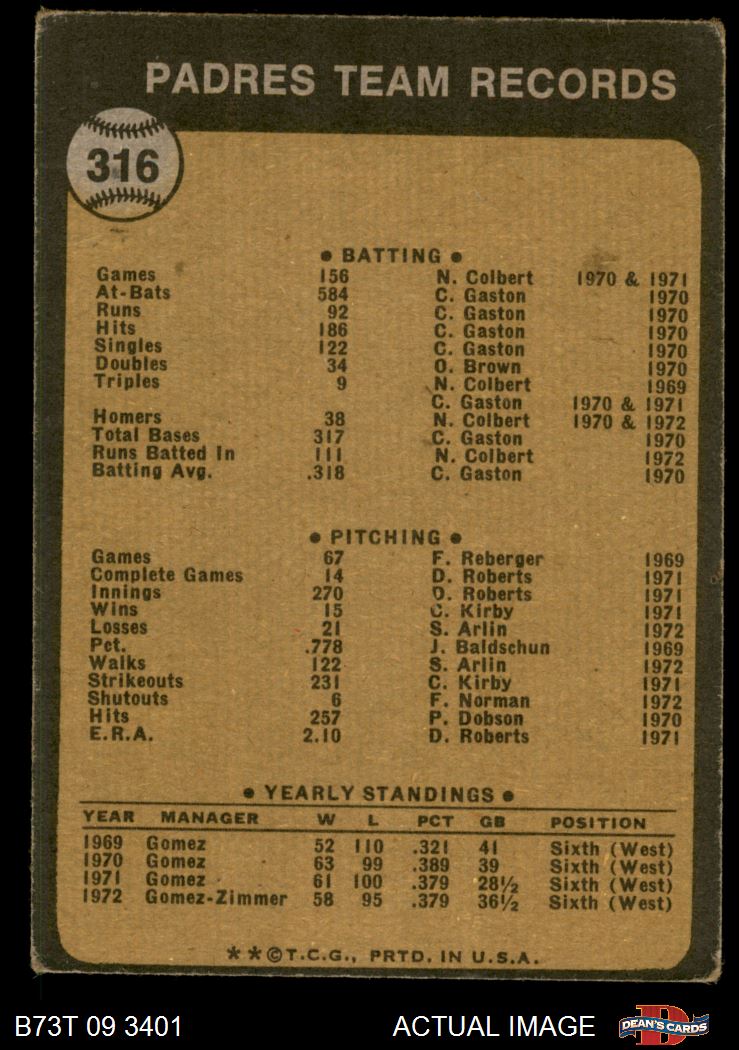 PADRES TEAM RECORDS
316
● BATTING ●
Games 156 N. Colbert 1970 & 1971
At-Bats 584 C. Gaston 1970
Runs 92 C. Gaston 1970
Hits 186 C. Gaston 1970
Singles 122 C. Gaston 1970
Doubles 34 O. Brown 1970
Triples 9 N. Colbert 1969
C. Gaston 1970 & 1971
Homers 38 N. Colbert 1970 & 1972
Total Bases 317 C. Gaston 1970
Runs Batted In 111 N. Colbert 1972
Batting Avg. .318 C. Gaston 1970
● PITCHING ●
Games 67 F. Reberger 1969
Complete Games 14 D. Roberts 1971
Innings 270 D. Roberts 1971
Wins 15 C. Kirby 1971
Losses 21 S. Arlin 1972
Pct. .778 J. Baldschun 1969
Walks 122 S. Arlin 1972
Strikeouts 231 C. Kirby 1971
Shutouts 6 F. Norman 1972
Hits 257 P. Dobson 1970
E.R.A. 2.10 D. Roberts 1971
● YEARLY STANDINGS ●
YEAR MANAGER W L PCT GB POSITION
1969 Gomez 52 110 .321 41 Sixth (West)
1970 Gomez 63 99 .389 39 Sixth (West)
1971 Gomez 61 100 .379 28½ Sixth (West)
1972 Gomez-Zimmer 58 95 .379 36½ Sixth (West)
**©T.C.G., PRTD. IN U.S.A.
B73T 09 3401 ACTUAL IMAGE D DEAN'S CARDS